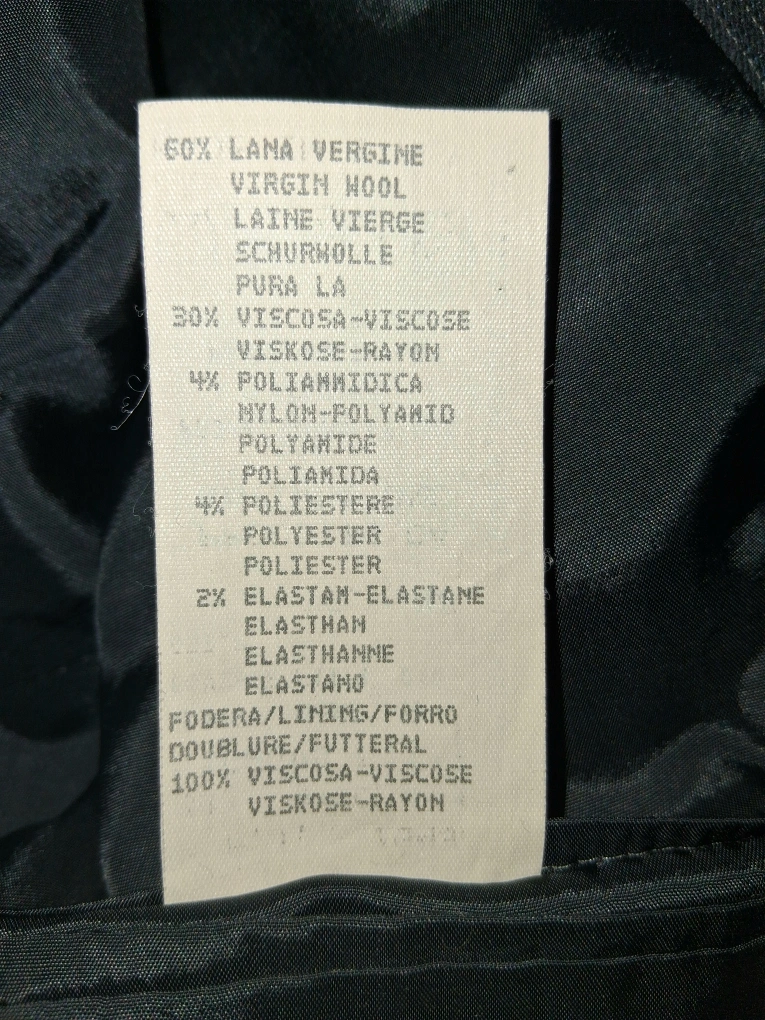 60% LANA VERGINE
VIRGIN WOOL
LAINE VIERGE
SCHURWOLLE
PURA LA
30% VISCOSA-VISCOSE
VISKOSE-RAYON
4% POLIAMMIDICA
NYLON-POLYAMID
POLYAMIDE
POLIAMIDA
4% POLIESTERE
POLYESTER
POLIESTER
2% ELASTAN-ELASTANE
ELASTHAN
ELASTHANNE
ELASTANO
FODERA/LINING/FORRO
DOUBLURE/FUTTERAL
100% VISCOSA-VISCOSE
VISKOSE-RAYON